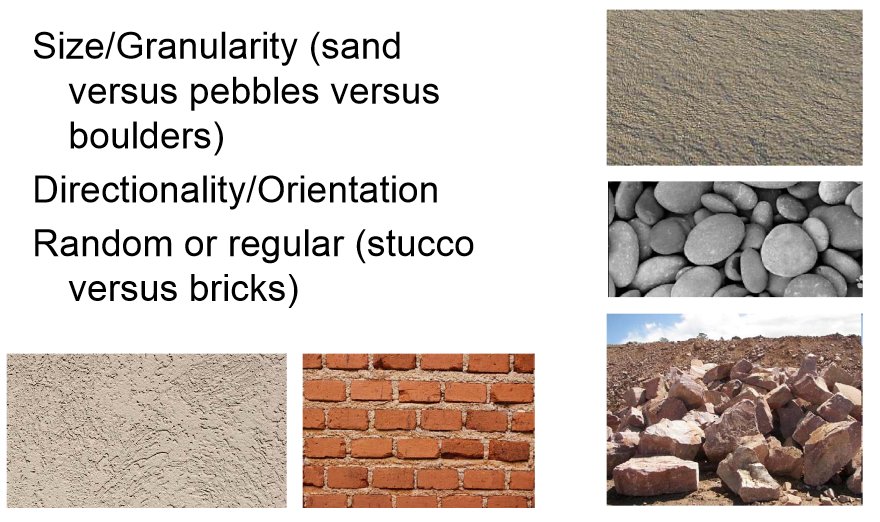 Size/Granularity (sand
versus pebbles versus
boulders)
Directionality/Orientation
Random or regular (stucco
versus bricks)